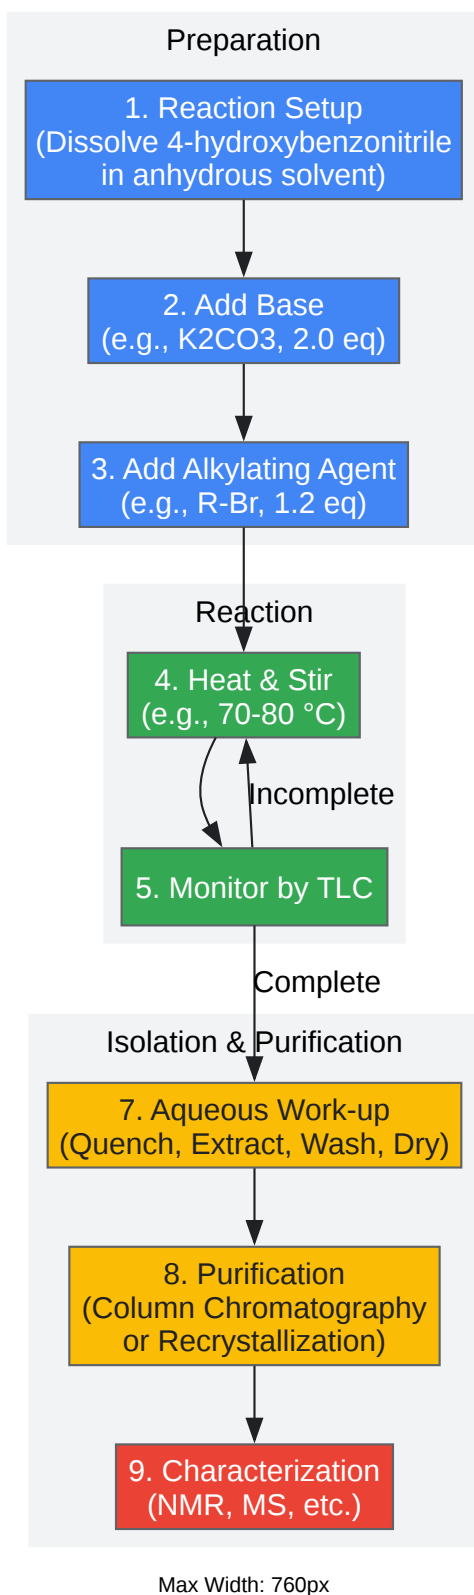 Preparation
1. Reaction Setup
(Dissolve 4-hydroxybenzonitrile
in anhydrous solvent)
2. Add Base
(e.g., K2CO3, 2.0 eq)
3. Add Alkylating Agent
(e.g., R-Br, 1.2 eq)
Reaction
4. Heat & Stir
(e.g., 70-80 °C)
Incomplete
5. Monitor by TLC
Complete
Isolation & Purification
7. Aqueous Work-up
(Quench, Extract, Wash, Dry)
8. Purification
(Column Chromatography
or Recrystallization)
9. Characterization
(NMR, MS, etc.)
Max Width: 760px